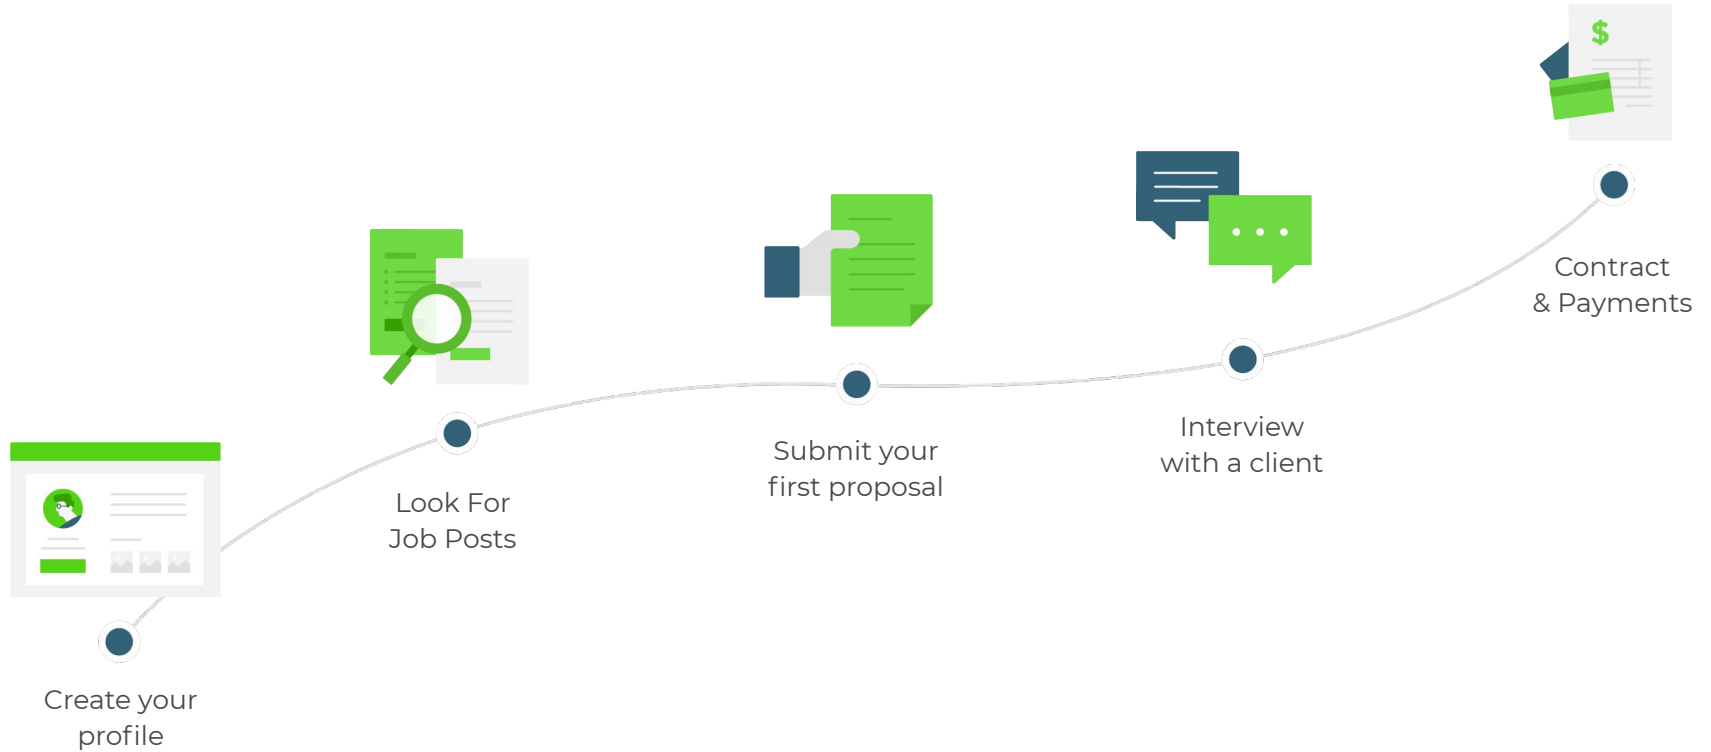 $
Contract
& Payments
Interview
with a client
Submit your
first proposal
Look For
Job Posts
Create your
profile